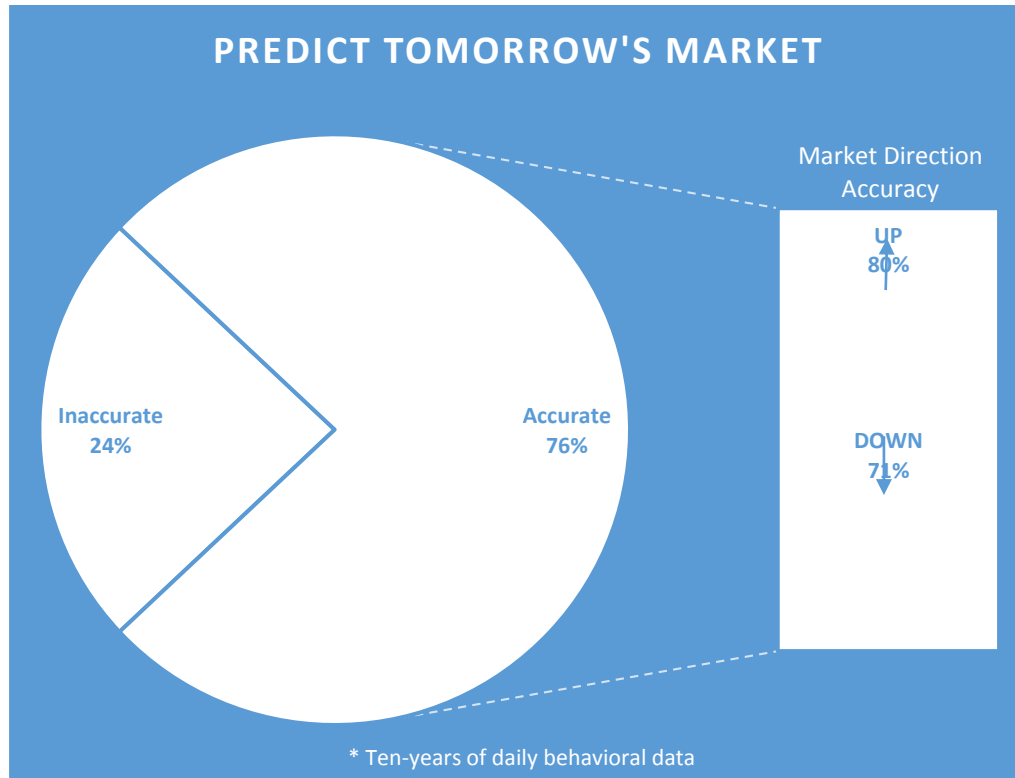 PREDICT TOMORROW'S MARKET
Market Direction
Accuracy
UP
80%
Inaccurate
24%
Accurate
76%
DOWN
71%
* Ten-years of daily behavioral data